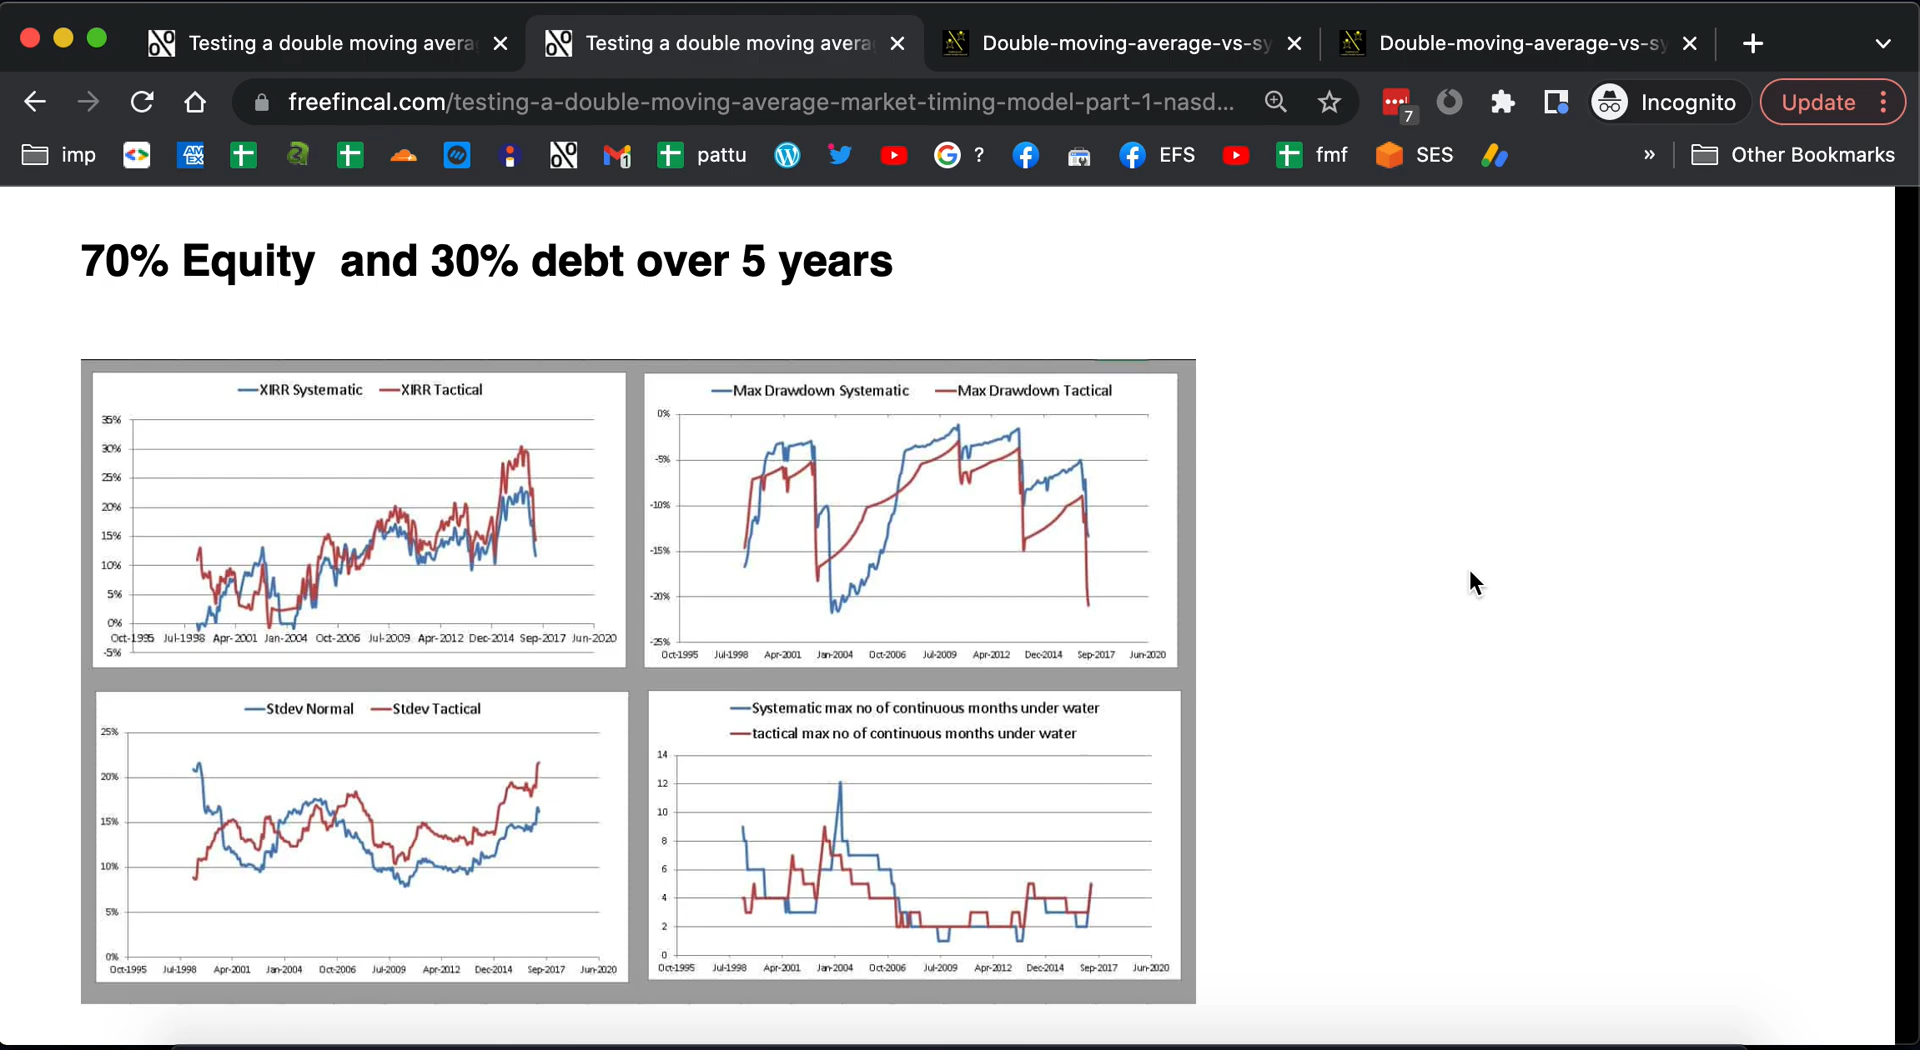 Testing a double moving avera
Testing a double moving avera
Double-moving-average-vs-sy
Double-moving-average-vs-sy
freefincal.com/testing-a-double-moving-average-market-timing-model-part-1-nasd...
7
Incognito
Update
imp
AM
EX
1
pattu
G
?
EFS
fmf
SES
»
Other Bookmarks
70% Equity and 30% debt over 5 years
XIRR Systematic
XIRR Tactical
35%
30%
25%
20%
15%
10%
5%
0%
Oct-1995
Jul-1998
Apr-2001
Jan-2004
Oct-2006
Jul-2009
Apr-2012
Dec-2014
Sep-2017
Jun-2020
-5%
Max Drawdown Systematic
Max Drawdown Tactical
0%
-5%
-10%
-15%
-20%
-25%
Oct-1995
Jul-1998
Apr-2001
Jan-2004
Oct-2006
Jul-2009
Apr-2012
Dec-2014
Sep-2017
Jun-2020
Stdev Normal
Stdev Tactical
25%
20%
15%
10%
5%
0%
Oct-1995
Jul-1998
Apr-2001
Jan-2004
Oct-2006
Jul-2009
Apr-2012
Dec-2014
Sep-2017
Jun-2020
Systematic max no of continuous months under water
tactical max no of continuous months under water
14
12
10
8
6
4
2
0
Oct-1995
Jul-1998
Apr-2001
Jan-2004
Oct-2006
Jul-2009
Apr-2012
Dec-2014
Sep-2017
Jun-2020